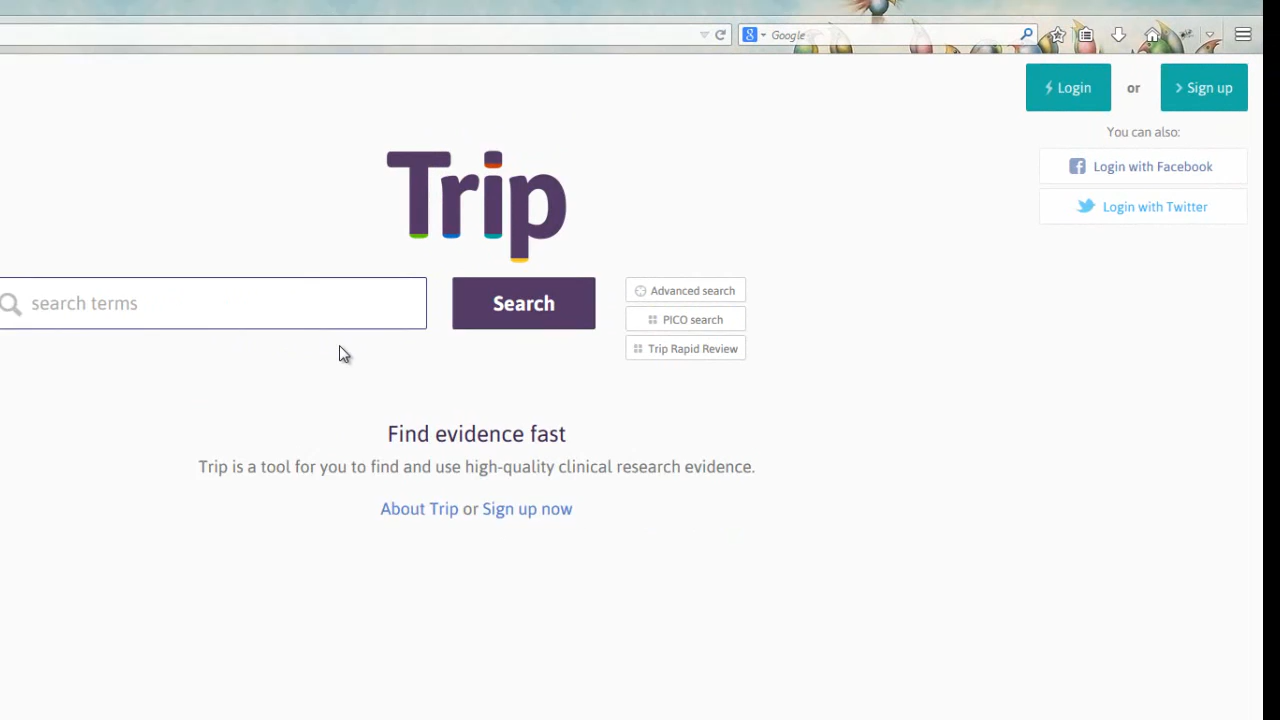 Google
Login or Sign up
You can also:
Login with Facebook
Login with Twitter
Trip
search terms
Search
Advanced search
PICO search
Trip Rapid Review
Find evidence fast
Trip is a tool for you to find and use high-quality clinical research evidence.
About Trip or Sign up now